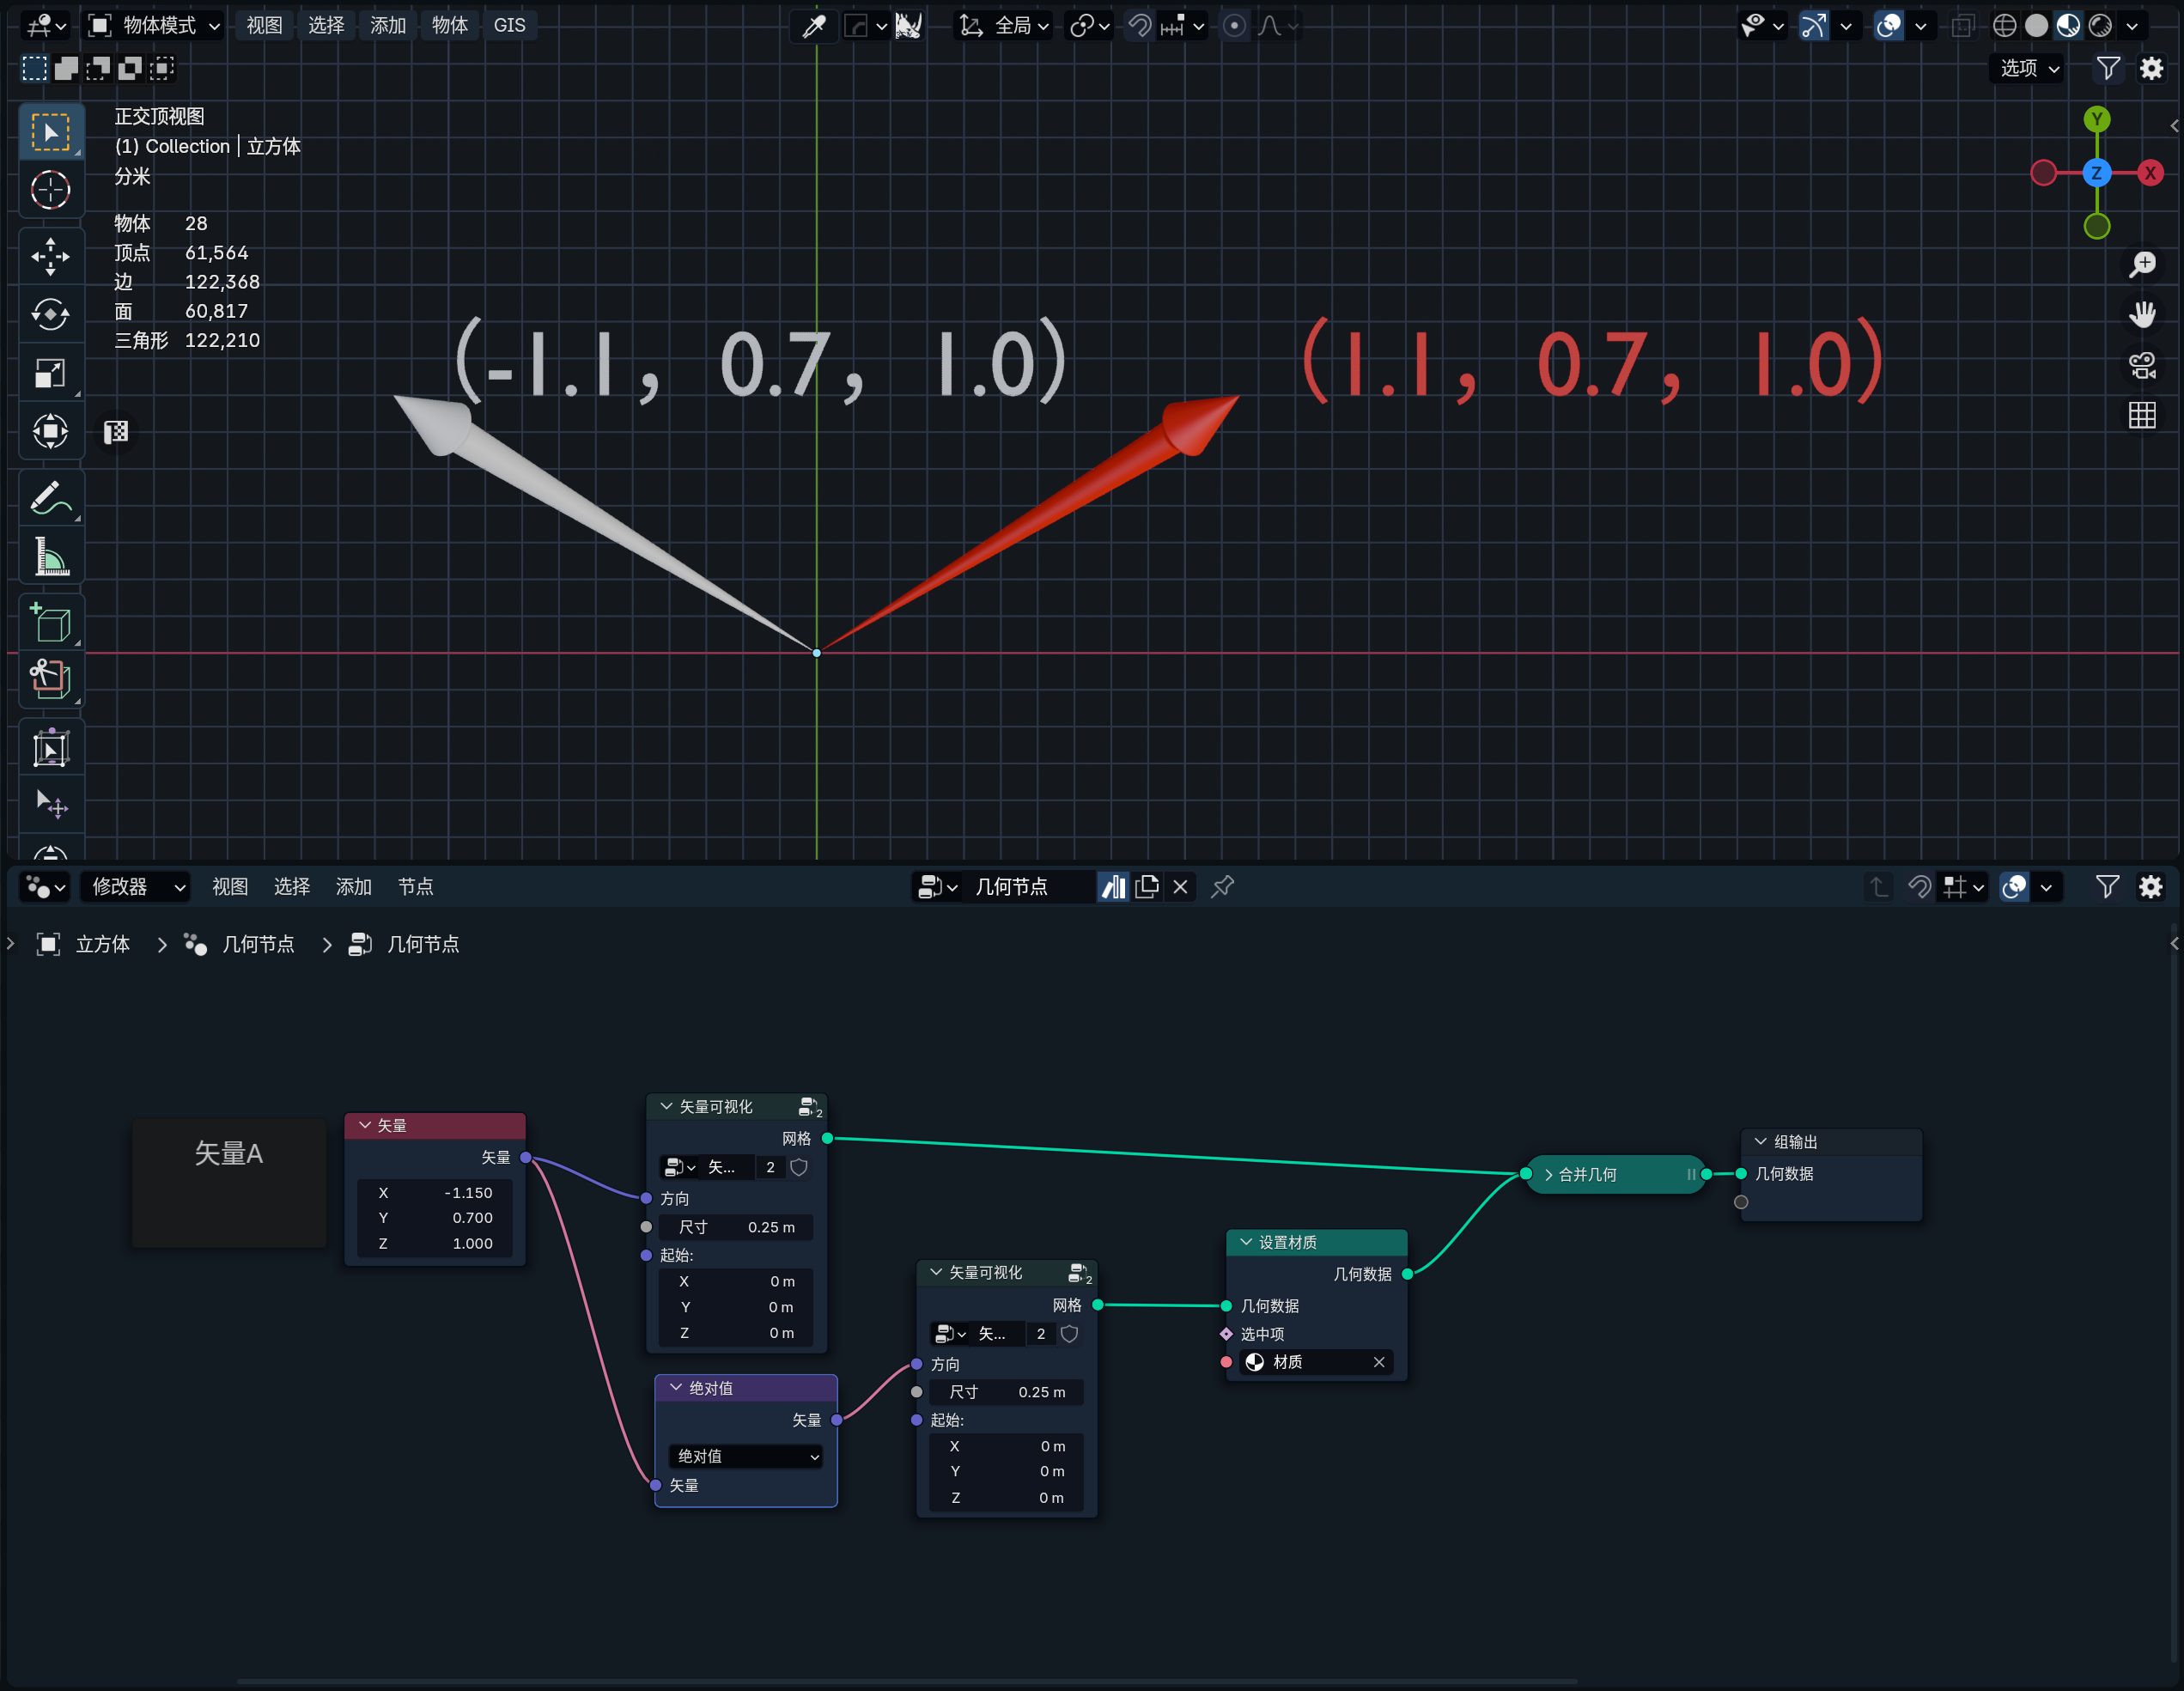 物体模式 视图 选择 添加 物体 GIS 全局
选项
正交顶视图
(1) Collection | 立方体
分米
物体 28
顶点 61,564
边 122,368
面 60,817
三角形 122,210
Y
Z X
(-1.1, 0.7, 1.0) (1.1, 0.7, 1.0)
修改器 视图 选择 添加 节点 几何节点
立方体 > 几何节点 > 几何节点
矢量A
矢量
矢量
X -1.150
Y 0.700
Z 1.000
矢量可视化 2
网格
矢... 2
方向
尺寸 0.25 m
起始:
X 0 m
Y 0 m
Z 0 m
绝对值
矢量
绝对值
矢量
矢量可视化 2
网格
矢... 2
方向
尺寸 0.25 m
起始:
X 0 m
Y 0 m
Z 0 m
设置材质
几何数据
几何数据
选中项
材质
合并几何
组输出
几何数据